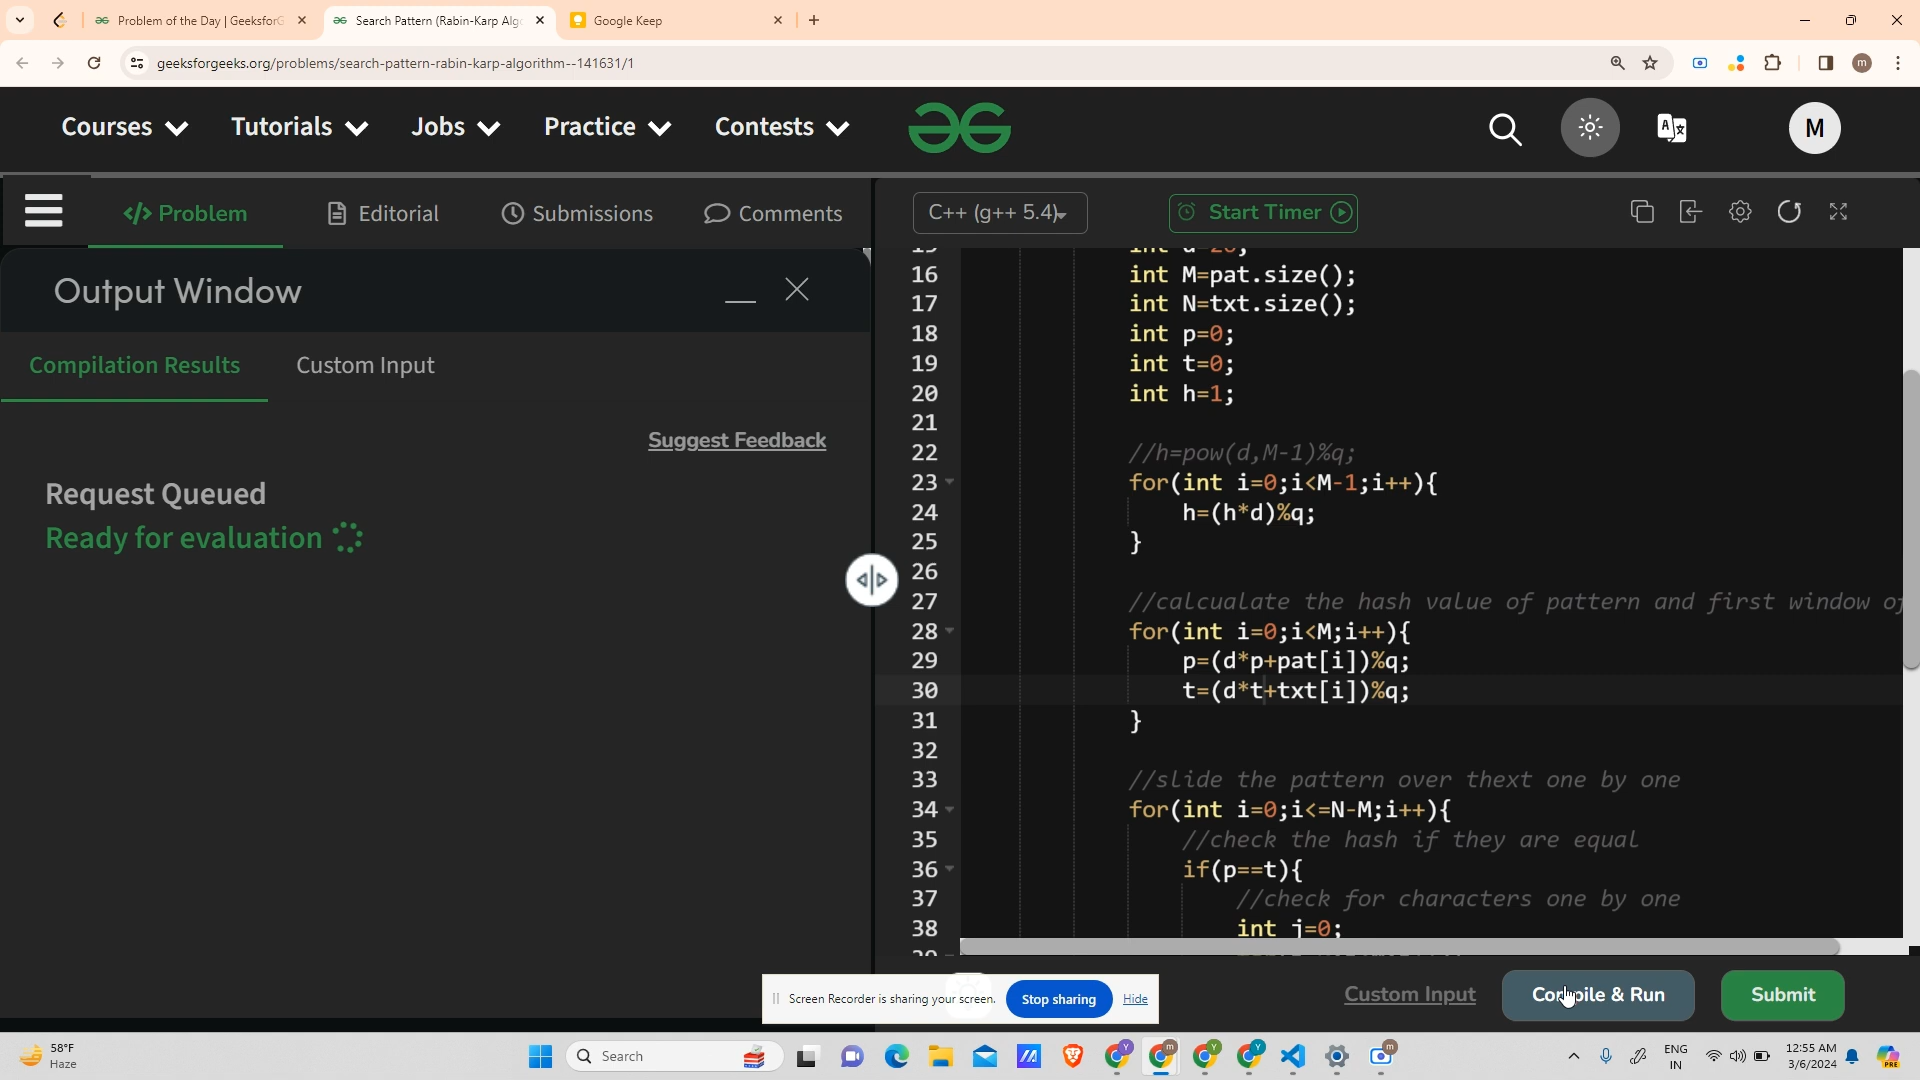 Problem of the Day | GeeksforG
Search Pattern (Rabin-Karp Algo
Google Keep
geeksforgeeks.org/problems/search-pattern-rabin-karp-algorithm--141631/1
m
Courses
Tutorials
Jobs
Practice
Contests
M
</> Problem
Editorial
Submissions
Comments
C++ (g++ 5.4)
Start Timer
Output Window
Compilation Results
Custom Input
Suggest Feedback
Request Queued
Ready for evaluation
16 int M=pat.size();
17 int N=txt.size();
18 int p=0;
19 int t=0;
20 int h=1;
21
22 //h=pow(d,M-1)%q;
23 for(int i=0;i<M-1;i++){
24 h=(h*d)%q;
25 }
26
27 //calcualate the hash value of pattern and first window of
28 for(int i=0;i<M;i++){
29 p=(d*p+pat[i])%q;
30 t=(d*t+txt[i])%q;
31 }
32
33 //slide the pattern over thext one by one
34 for(int i=0;i<=N-M;i++){
35 //check the hash if they are equal
36 if(p==t){
37 //check for characters one by one
38 int j=0;
Screen Recorder is sharing your screen.
Stop sharing
Hide
Custom Input
Compile & Run
Submit
58°F
Haze
Search
ENG
IN
12:55 AM
3/6/2024
PRE